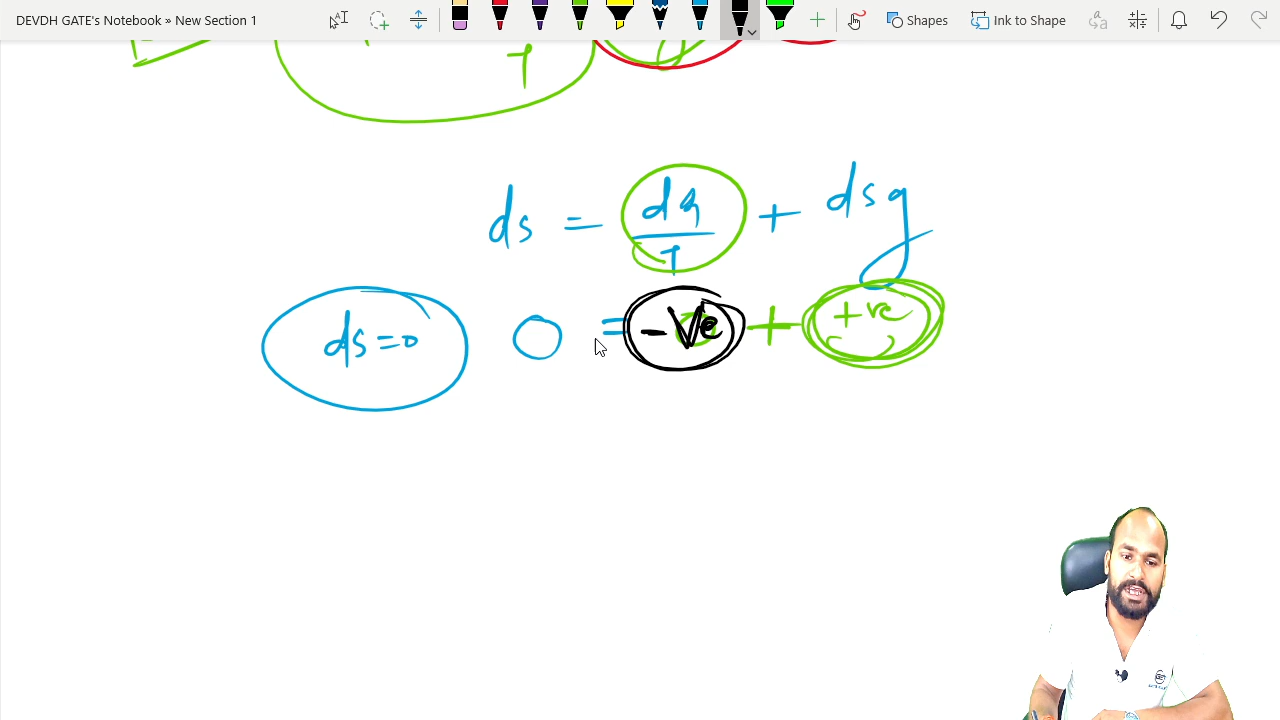 DEVDH GATE's Notebook » New Section 1
Shapes
Ink to Shape
T
ds = dq/T + dsg
ds=0 0 = -Ve + +ve